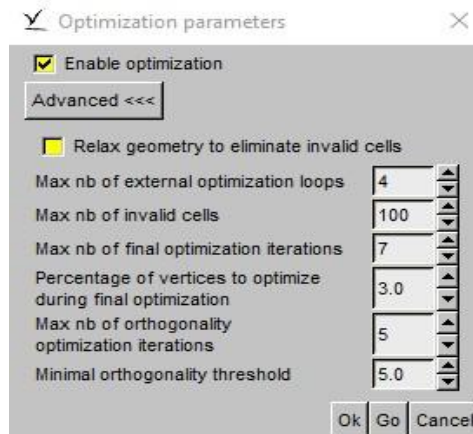 Optimization parameters
Enable optimization
Advanced <<<
Relax geometry to eliminate invalid cells
Max nb of external optimization loops 4
Max nb of invalid cells 100
Max nb of final optimization iterations 7
Percentage of vertices to optimize
during final optimization 3.0
Max nb of orthogonality
optimization iterations 5
Minimal orthogonality threshold 5.0
Ok Go Cancel